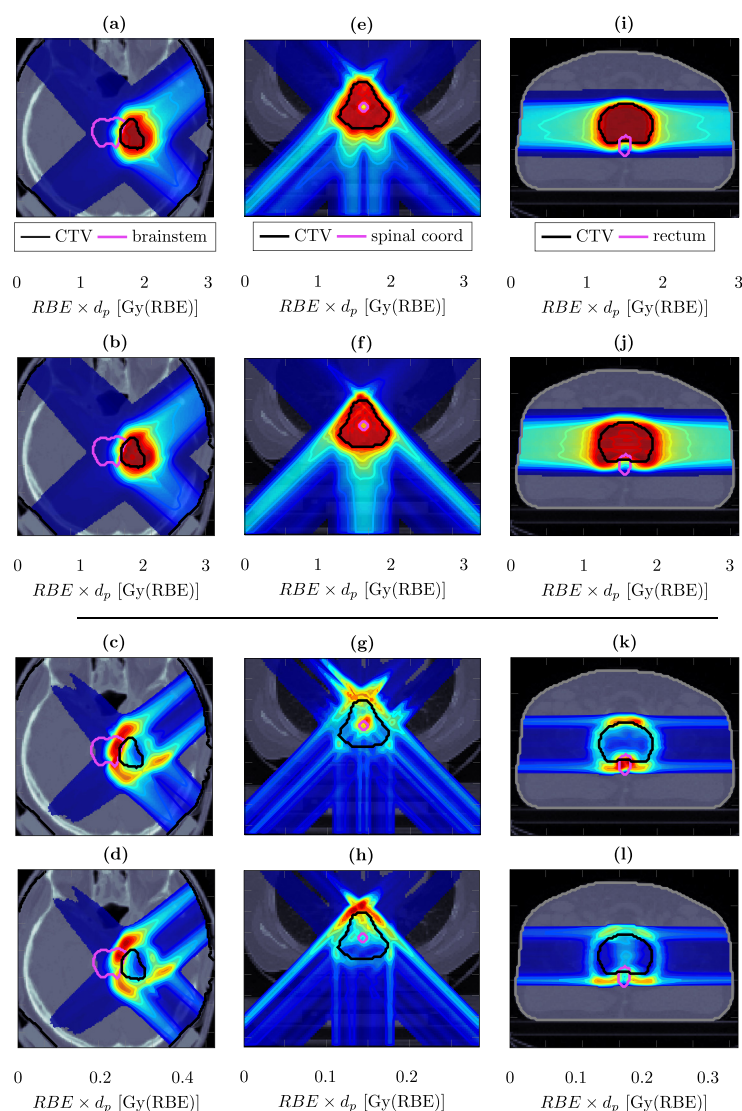 (a) (e) (i)
CTV brainstem CTV spinal coord CTV rectum
0 1 2 3 0 1 2 3 0 1 2 3
RBE × d_p [Gy(RBE)] RBE × d_p [Gy(RBE)] RBE × d_p [Gy(RBE)]
(b) (f) (j)
0 1 2 3 0 1 2 3 0 1 2 3
RBE × d_p [Gy(RBE)] RBE × d_p [Gy(RBE)] RBE × d_p [Gy(RBE)]
(c) (g) (k)
(d) (h) (l)
0 0.2 0.4 0 0.1 0.2 0 0.1 0.2 0.3
RBE × d_p [Gy(RBE)] RBE × d_p [Gy(RBE)] RBE × d_p [Gy(RBE)]